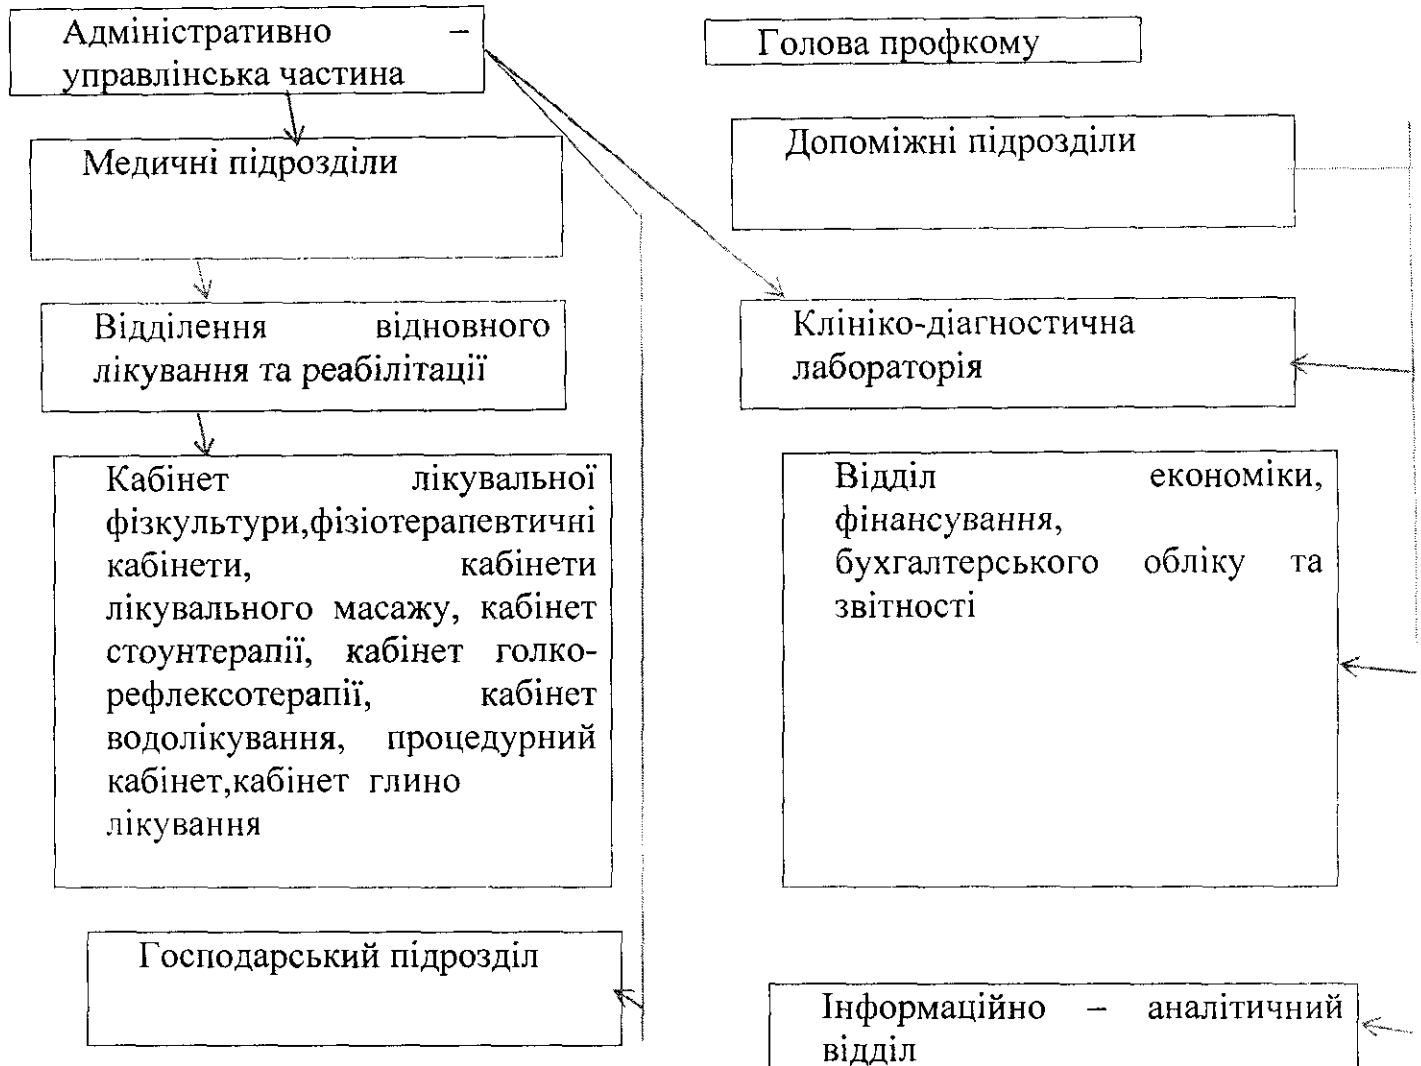 Адміністративно –
управлінська частина
Голова профкому
Медичні підрозділи
Допоміжні підрозділи
Відділення відновного
лікування та реабілітації
Клініко-діагностична
лабораторія
Кабінет лікувальної
фізкультури,фізіотерапевтичні
кабінети, кабінети
лікувального масажу, кабінет
стоунтерапії, кабінет голко-
рефлексотерапії, кабінет
водолікування, процедурний
кабінет,кабінет глино
лікування
Відділ економіки,
фінансування,
бухгалтерського обліку та
звітності
Господарський підрозділ
Інформаційно – аналітичний
відділ